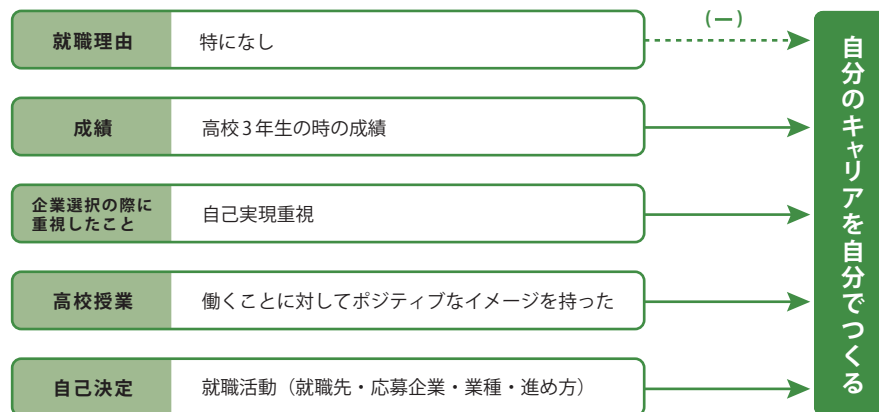 就職理由 特になし
(ー)
成績 高校3年生の時の成績
企業選択の際に
重視したこと
自己実現重視
高校授業 働くことに対してポジティブなイメージを持った
自己決定 就職活動（就職先・応募企業・業種・進め方）
自分のキャリアを自分でつくる